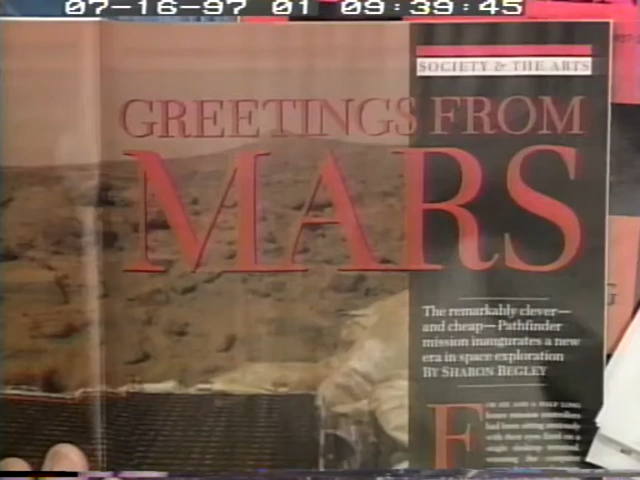 07-16-97 01 09:39:45
SOCIETY & THE ARTS
GREETINGS FROM
MARS
The remarkably clever—
and cheap—Pathfinder
mission inaugurates a new
era in space exploration
BY SHARON BEGLEY
F